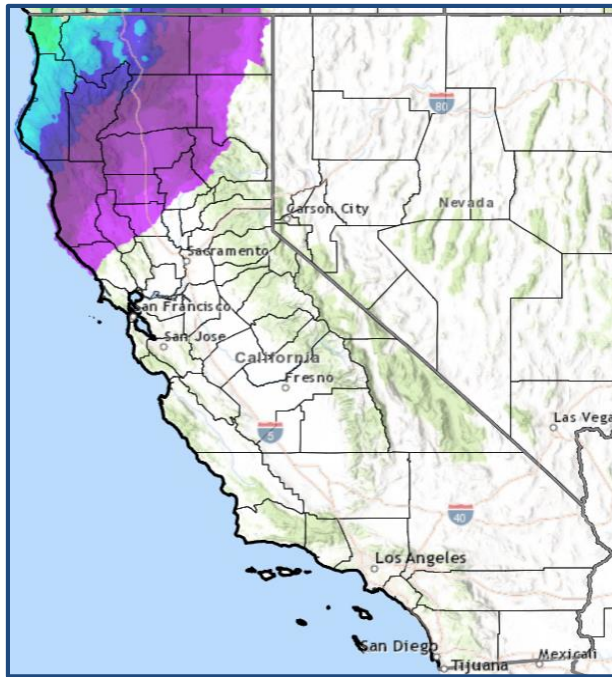 80
Nevada
Carson City
Sacramento
San Francisco
San Jose
California
Fresno
Las Vega
5
40
Los Angeles
San Diego
Mexicali
Tijuana